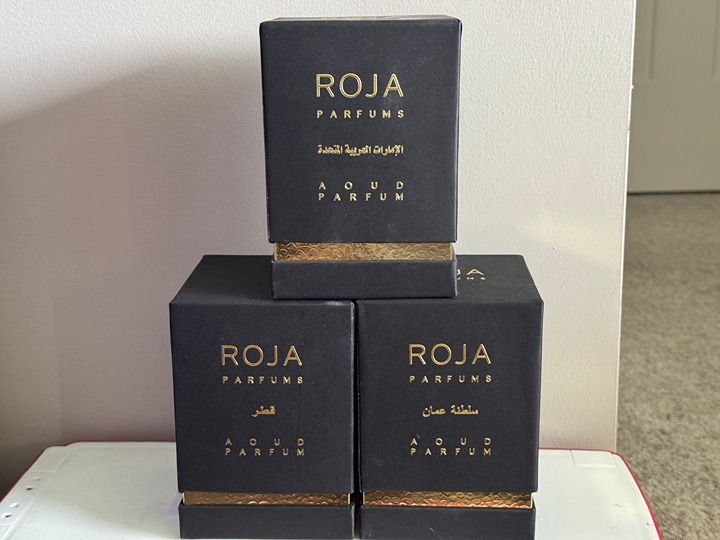 ROJA
PARFUMS
الإمارات العربية المتحدة
AOUD
PARFUM
ROJA
PARFUMS
قطر
AOUD
PARFUM
ROJA
PARFUMS
سلطنة عمان
AOUD
PARFUM